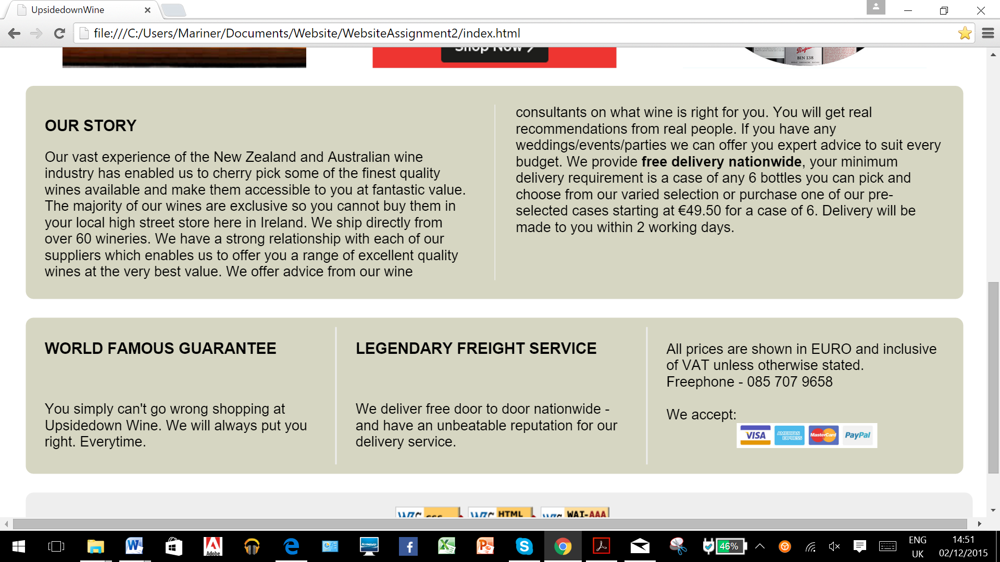 UpsidedownWine
file:///C:/Users/Mariner/Documents/Website/WebsiteAssignment2/index.html
Shop Now
Penfolds
BIN 138
OUR STORY
Our vast experience of the New Zealand and Australian wine
industry has enabled us to cherry pick some of the finest quality
wines available and make them accessible to you at fantastic value.
The majority of our wines are exclusive so you cannot buy them in
your local high street store here in Ireland. We ship directly from
over 60 wineries. We have a strong relationship with each of our
suppliers which enables us to offer you a range of excellent quality
wines at the very best value. We offer advice from our wine
consultants on what wine is right for you. You will get real
recommendations from real people. If you have any
weddings/events/parties we can offer you expert advice to suit every
budget. We provide free delivery nationwide, your minimum
delivery requirement is a case of any 6 bottles you can pick and
choose from our varied selection or purchase one of our pre-
selected cases starting at €49.50 for a case of 6. Delivery will be
made to you within 2 working days.
WORLD FAMOUS GUARANTEE
You simply can't go wrong shopping at
Upsidedown Wine. We will always put you
right. Everytime.
LEGENDARY FREIGHT SERVICE
We deliver free door to door nationwide -
and have an unbeatable reputation for our
delivery service.
All prices are shown in EURO and inclusive
of VAT unless otherwise stated.
Freephone - 085 707 9658
We accept:
VISA
AMERICAN
EXPRESS
MasterCard
PayPal
W3C CSS
W3C HTML
W3C WAI-AAA
Adobe
lenovo
46%
ENG
UK
14:51
02/12/2015